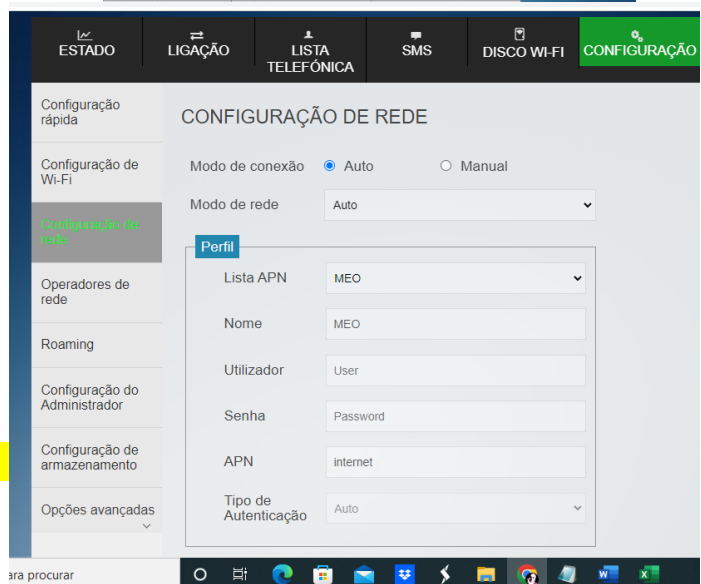 ESTADO
LIGAÇÃO
LISTA
TELEFÓNICA
SMS
DISCO WI-FI
CONFIGURAÇÃO
Configuração
rápida
Configuração de
Wi-Fi
Configuração de
rede
Operadores de
rede
Roaming
Configuração do
Administrador
Configuração de
armazenamento
Opções avançadas
CONFIGURAÇÃO DE REDE
Modo de conexão Auto Manual
Modo de rede Auto
Perfil
Lista APN MEO
Nome MEO
Utilizador User
Senha Password
APN internet
Tipo de
Autenticação Auto
ara procurar